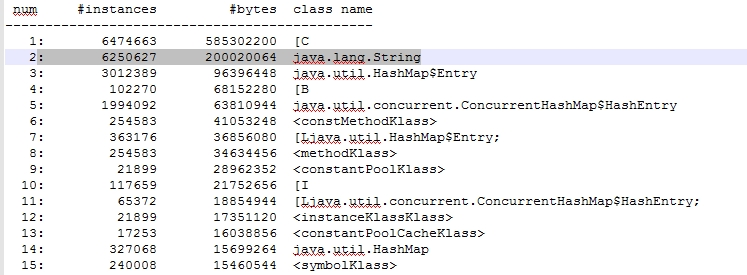 num     #instances         #bytes  class name
----------------------------------------------
   1:       6474663      585302200  [C
   2:       6250627      200020064  java.lang.String
   3:       3012389       96396448  java.util.HashMap$Entry
   4:        102270       68152280  [B
   5:       1994092       63810944  java.util.concurrent.ConcurrentHashMap$HashEntry
   6:        254583       41053248  <constMethodKlass>
   7:        363176       36856080  [Ljava.util.HashMap$Entry;
   8:        254583       34634456  <methodKlass>
   9:         21899       28962352  <constantPoolKlass>
  10:        117659       21752656  [I
  11:         65372       18854944  [Ljava.util.concurrent.ConcurrentHashMap$HashEntry;
  12:         21899       17351120  <instanceKlassKlass>
  13:         17253       16038856  <constantPoolCacheKlass>
  14:        327068       15699264  java.util.HashMap
  15:        240008       15460544  <symbolKlass>